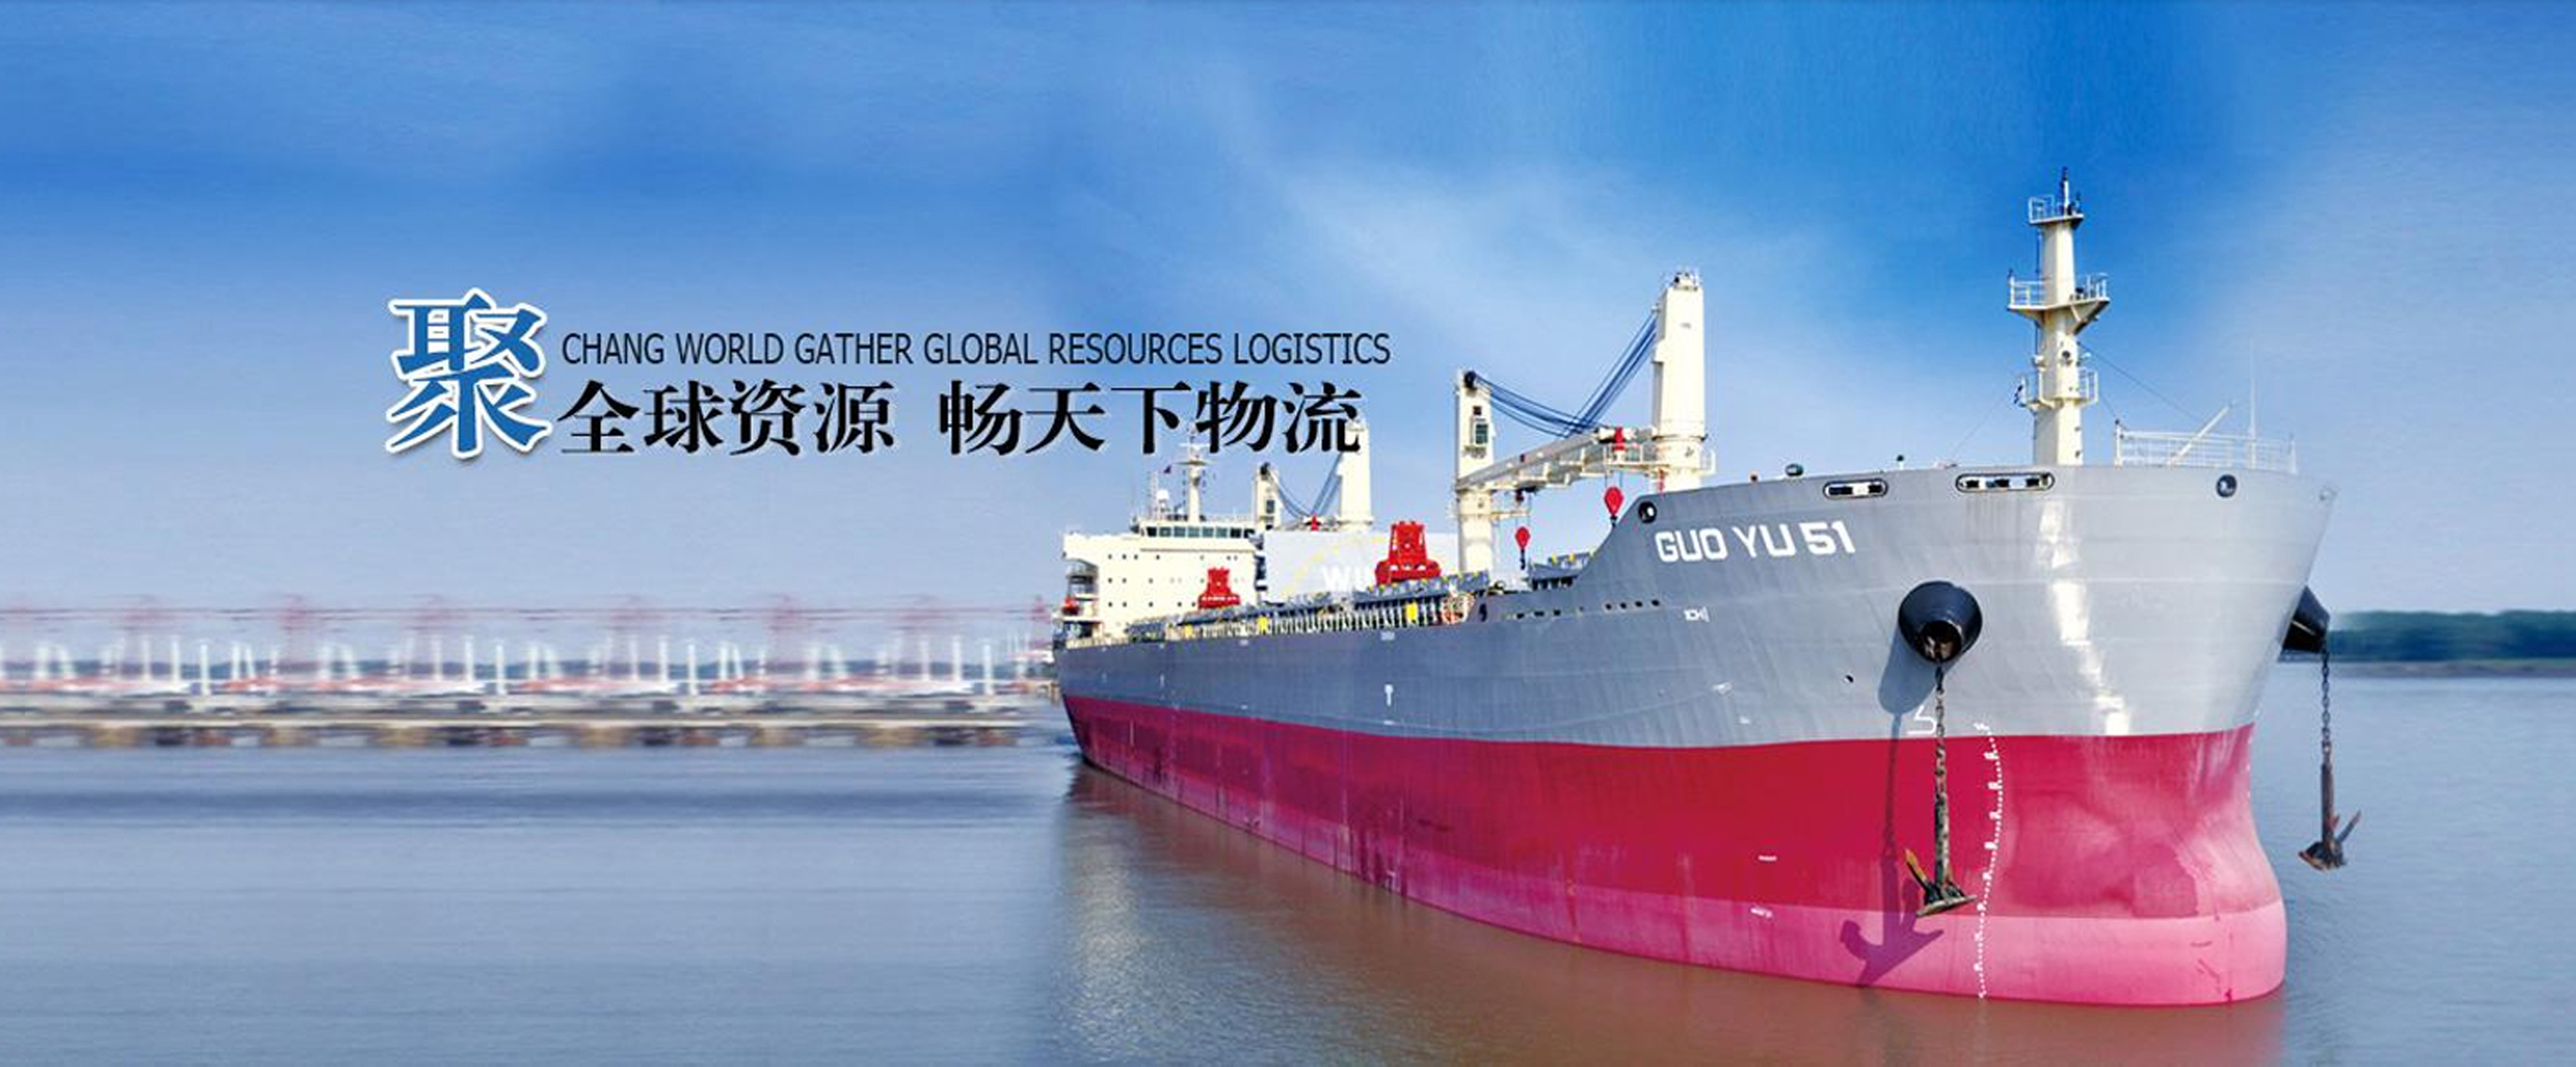 CHANG WORLD GATHER GLOBAL RESOURCES LOGISTICS
聚全球资源 畅天下物流
GUO YU 51